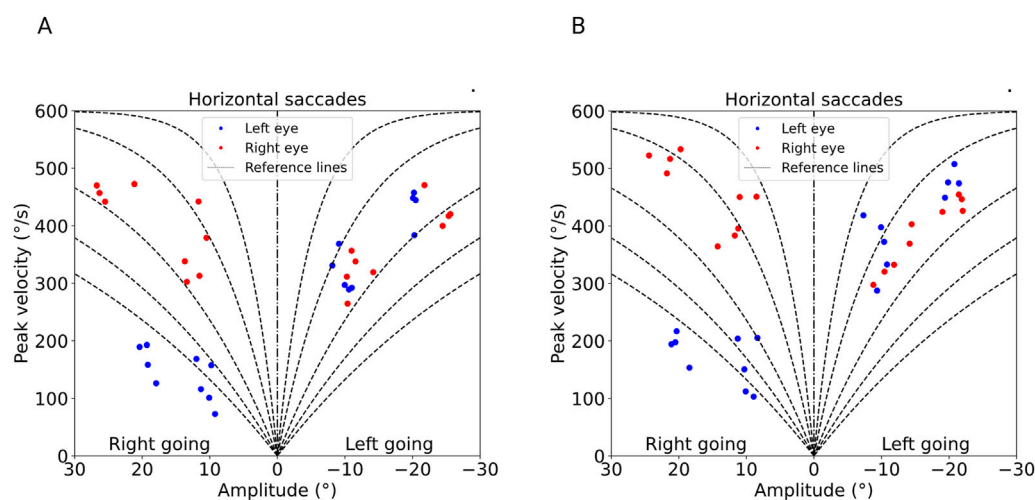 A
B
Horizontal saccades
Left eye
Right eye
Reference lines
Peak velocity (°/s)
600
500
400
300
200
100
0
Right going
Left going
30
20
10
0
−10
−20
−30
Amplitude (°)
Horizontal saccades
Left eye
Right eye
Reference lines
Peak velocity (°/s)
600
500
400
300
200
100
0
Right going
Left going
30
20
10
0
−10
−20
−30
Amplitude (°)